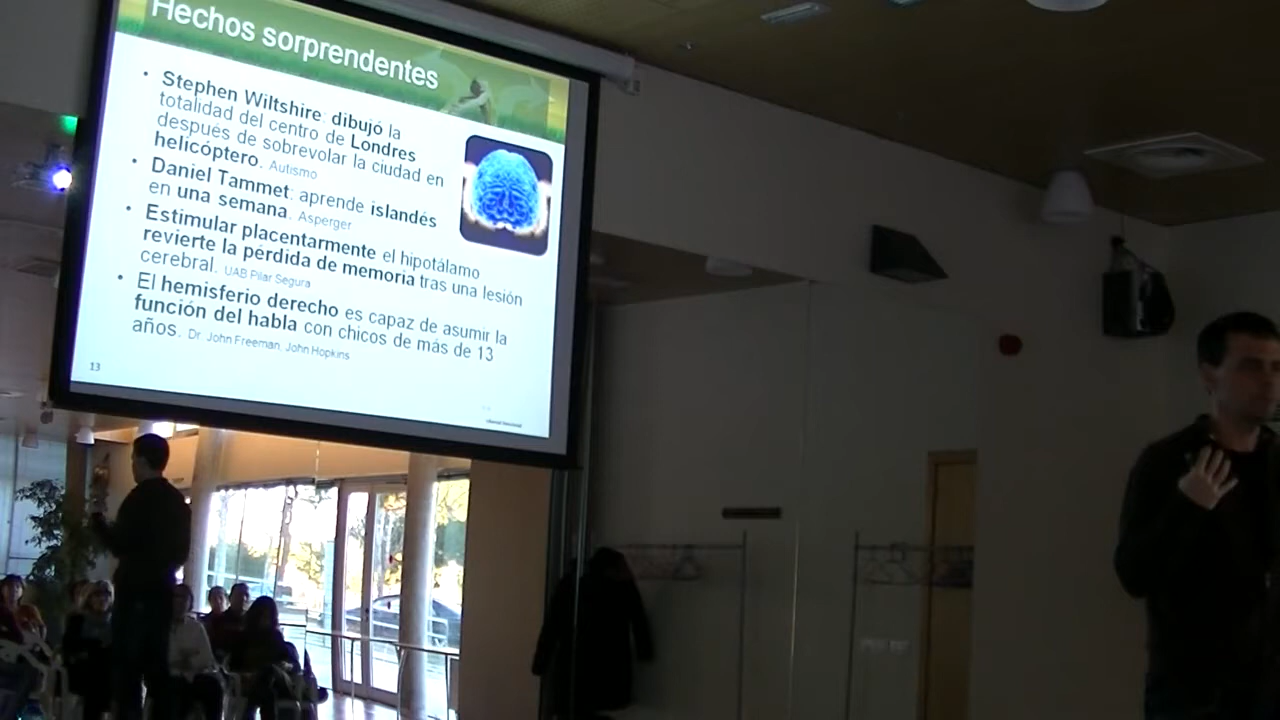 Hechos sorprendentes
• Stephen Wiltshire: dibujó la
totalidad del centro de Londres
después de sobrevolar la ciudad en
helicóptero. Autismo
• Daniel Tammet: aprende islandés
en una semana. Asperger
• Estimular placentarmente el hipotálamo
revierte la pérdida de memoria tras una lesión
cerebral. UAB Pilar Segura
• El hemisferio derecho es capaz de asumir la
función del habla con chicos de más de 13
años. Dr. John Freeman, John Hopkins
13